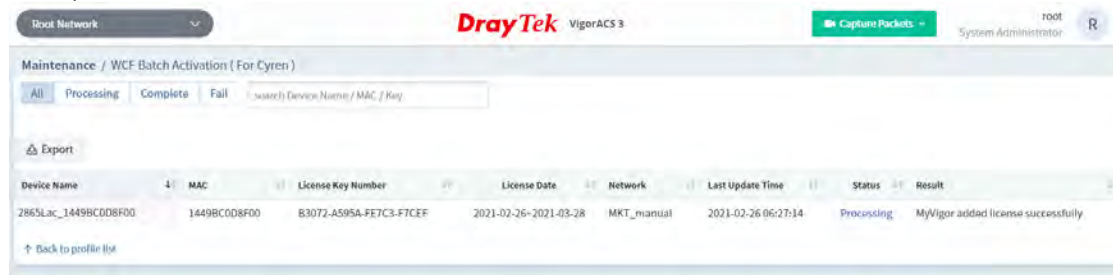 Root Network
DrayTek VigorACS 3
Capture Packets
root
System Administrator
R
Maintenance / WCF Batch Activation ( For Cyren )
All Processing Complete Fail search Device Name / MAC / Key
Export
Device Name MAC License Key Number License Date Network Last Update Time Status Result
2865Lac_1449BC0D8F00 1449BC0D8F00 B3072-A595A-FE7C3-F7CEF 2021-02-26~2021-03-28 MKT_manual 2021-02-26 06:27:14 Processing MyVigor added license successfully
Back to profile list